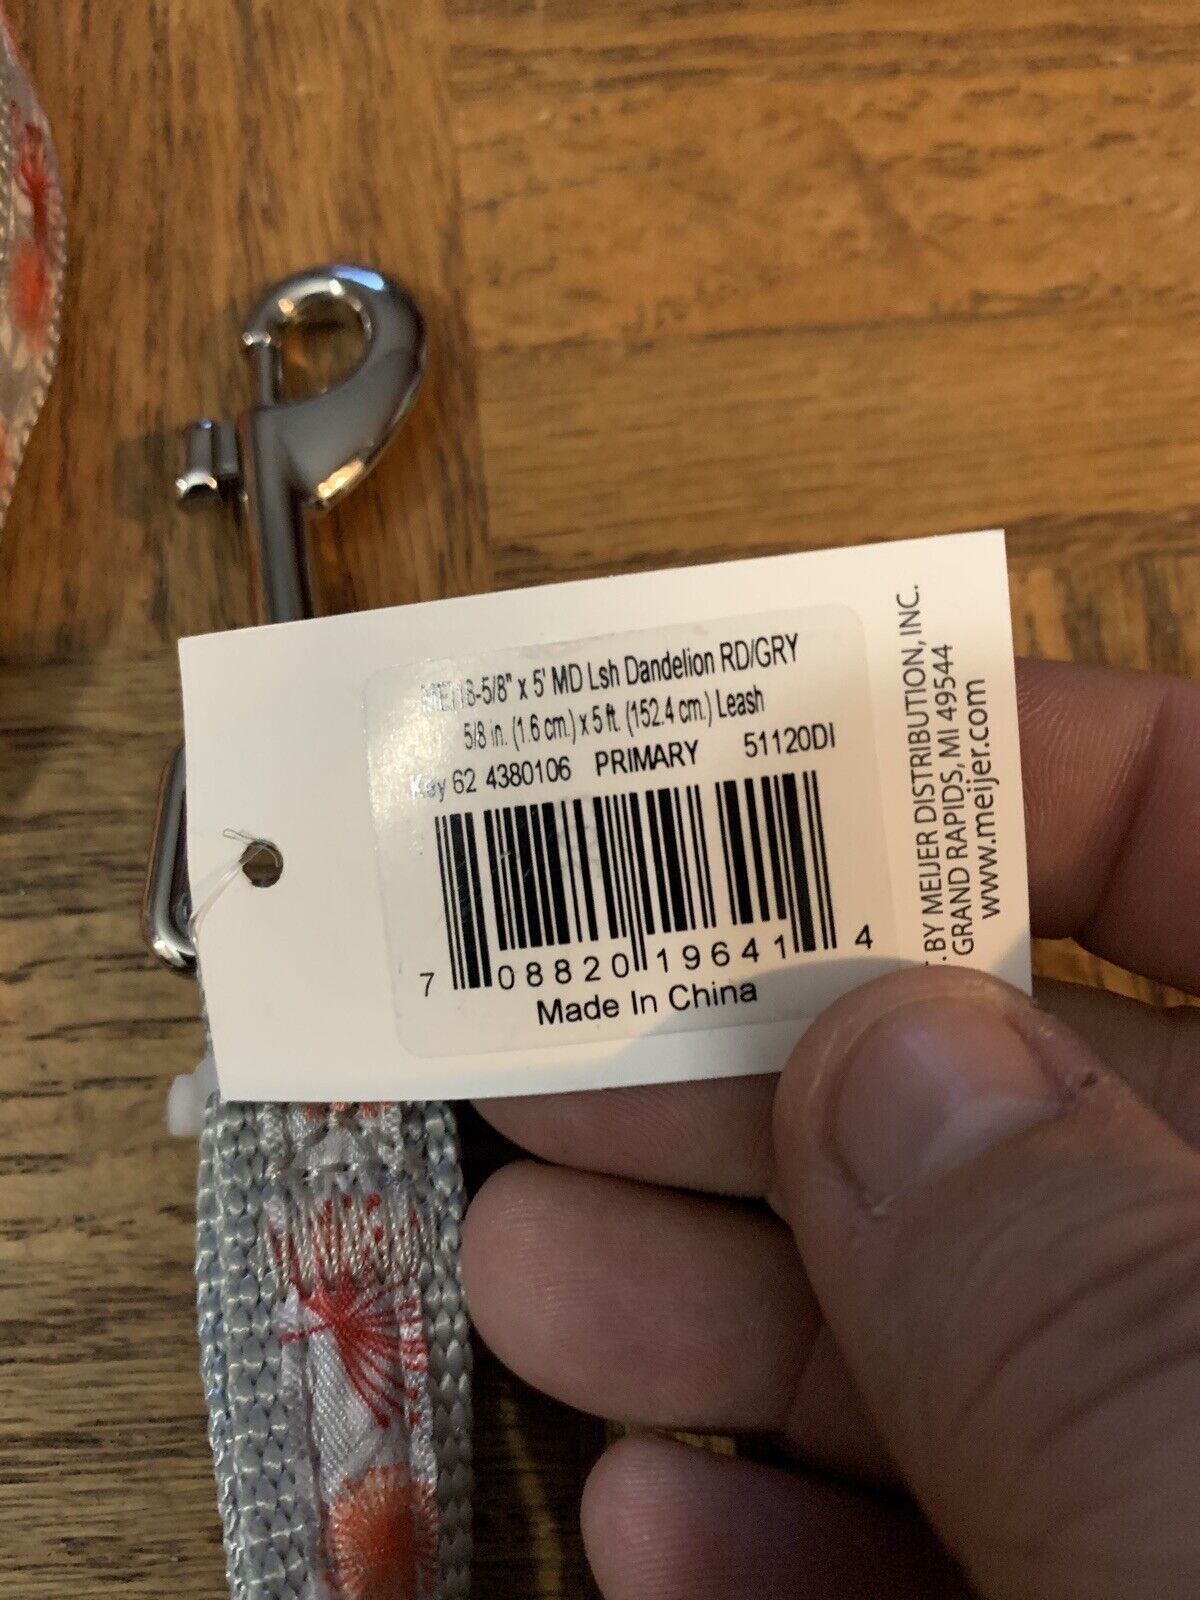 5/8" x 5' MD Lsh Dandelion RD/GRY
5/8 in. (1.6 cm.) x 5 ft. (152.4 cm.) Leash
Key 62 4380106 PRIMARY 51120DI
7 08820 19641 4
Made In China
BY MEIJER DISTRIBUTION, INC.
GRAND RAPIDS, MI 49544
www.meijer.com